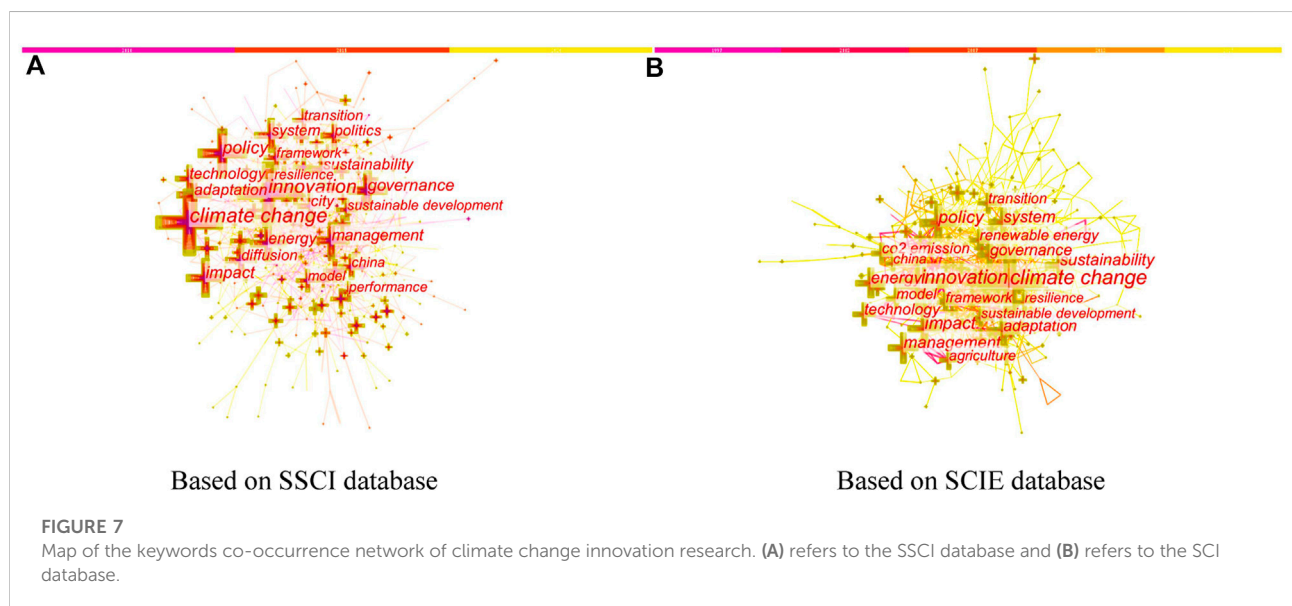 A
B
transition
system
politics
policy
framework
sustainability
technology
resilience
adaptation
innovation
governance
city
sustainable development
climate change
energy
management
diffusion
china
impact
model
performance
transition
policy
system
renewable energy
co2 emission
governance
china
sustainability
energy
innovation
climate change
model
framework
resilience
technology
sustainable development
impact
adaptation
management
agriculture
Based on SSCI database
Based on SCIE database
FIGURE 7
Map of the keywords co-occurrence network of climate change innovation research. (A) refers to the SSCI database and (B) refers to the SCI
database.